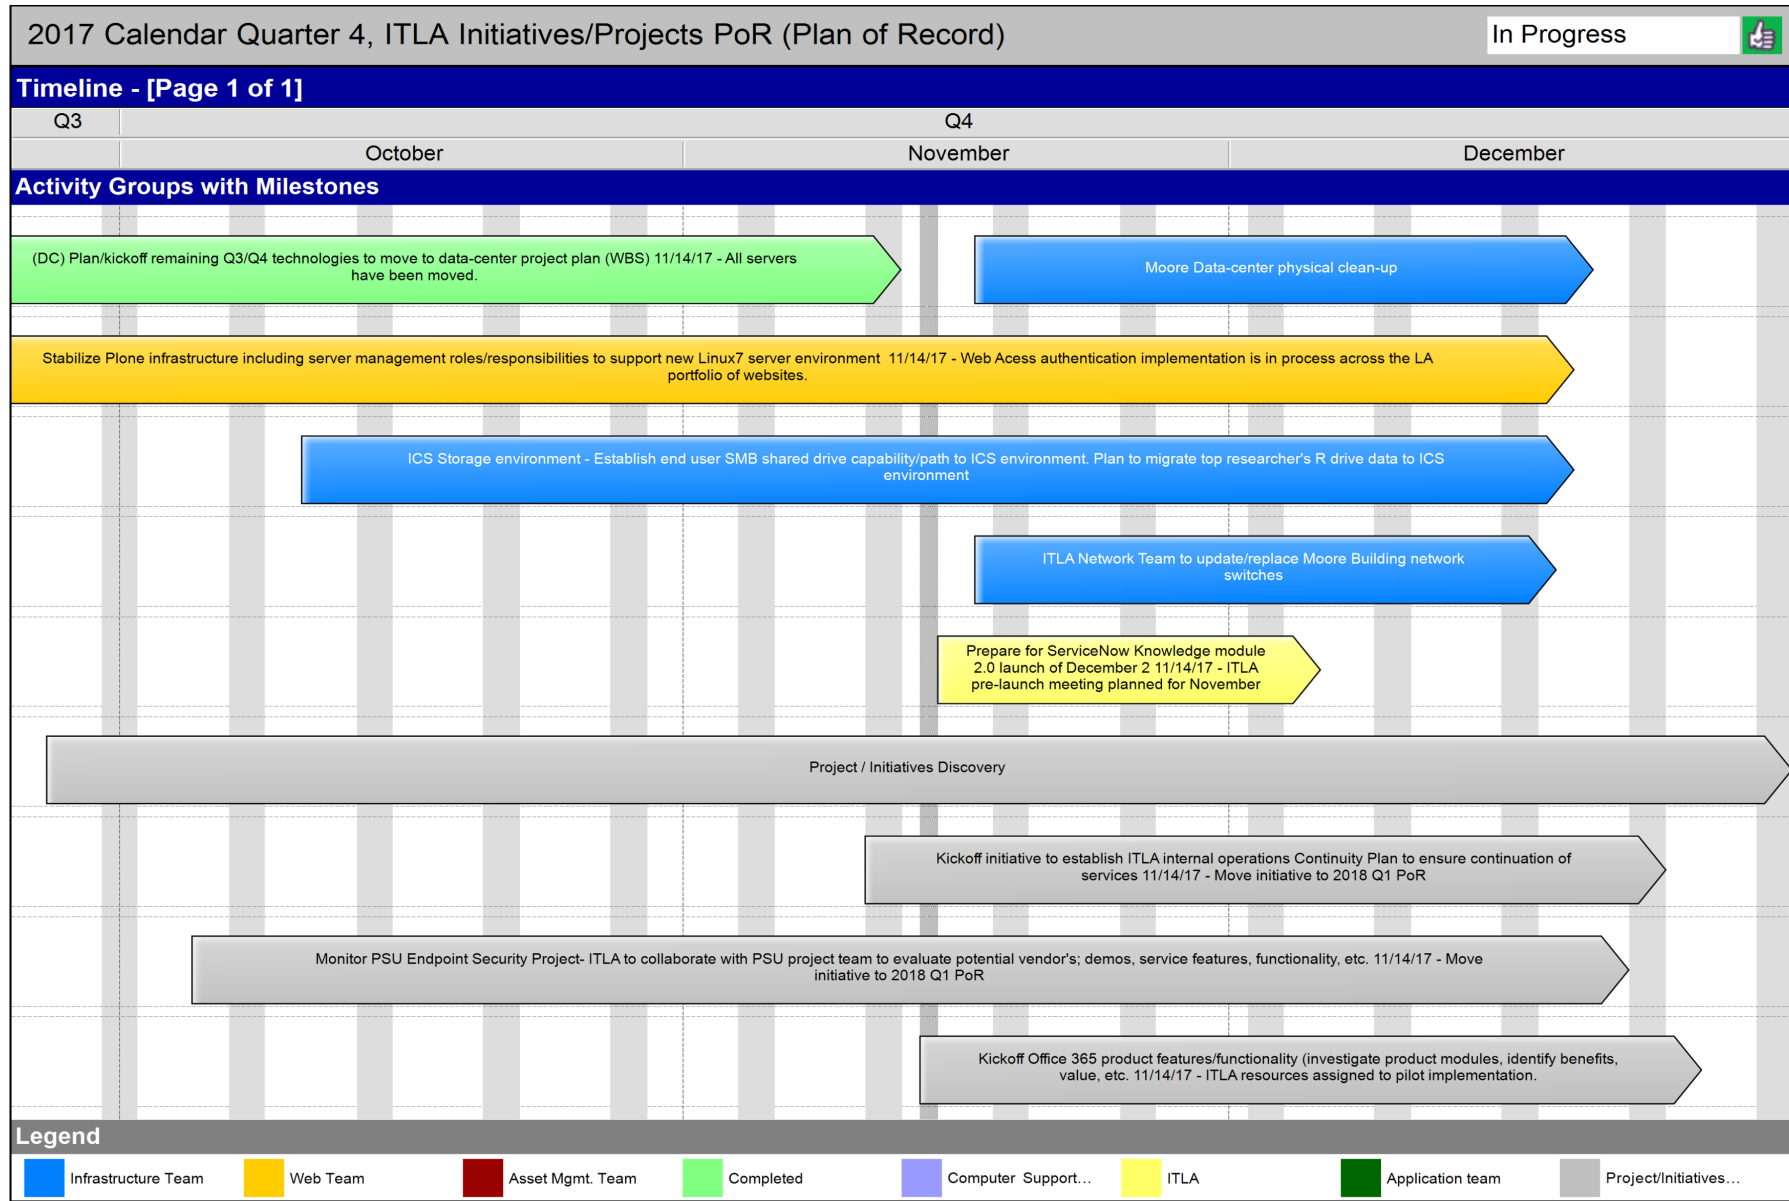 2017 Calendar Quarter 4, ITLA Initiatives/Projects PoR (Plan of Record)
In Progress
Timeline - [Page 1 of 1]
Q3
Q4
October
November
December
Activity Groups with Milestones
(DC) Plan/kickoff remaining Q3/Q4 technologies to move to data-center project plan (WBS) 11/14/17 - All servers
have been moved.
Moore Data-center physical clean-up
Stabilize Plone infrastructure including server management roles/responsibilities to support new Linux7 server environment 11/14/17 - Web Acess authentication implementation is in process across the LA
portfolio of websites.
ICS Storage environment - Establish end user SMB shared drive capability/path to ICS environment. Plan to migrate top researcher's R drive data to ICS
environment
ITLA Network Team to update/replace Moore Building network
switches
Prepare for ServiceNow Knowledge module
2.0 launch of December 2 11/14/17 - ITLA
pre-launch meeting planned for November
Project / Initiatives Discovery
Kickoff initiative to establish ITLA internal operations Continuity Plan to ensure continuation of
services 11/14/17 - Move initiative to 2018 Q1 PoR
Monitor PSU Endpoint Security Project- ITLA to collaborate with PSU project team to evaluate potential vendor's; demos, service features, functionality, etc. 11/14/17 - Move
initiative to 2018 Q1 PoR
Kickoff Office 365 product features/functionality (investigate product modules, identify benefits,
value, etc. 11/14/17 - ITLA resources assigned to pilot implementation.
Legend
Infrastructure Team
Web Team
Asset Mgmt. Team
Completed
Computer Support...
ITLA
Application team
Project/Initiatives...